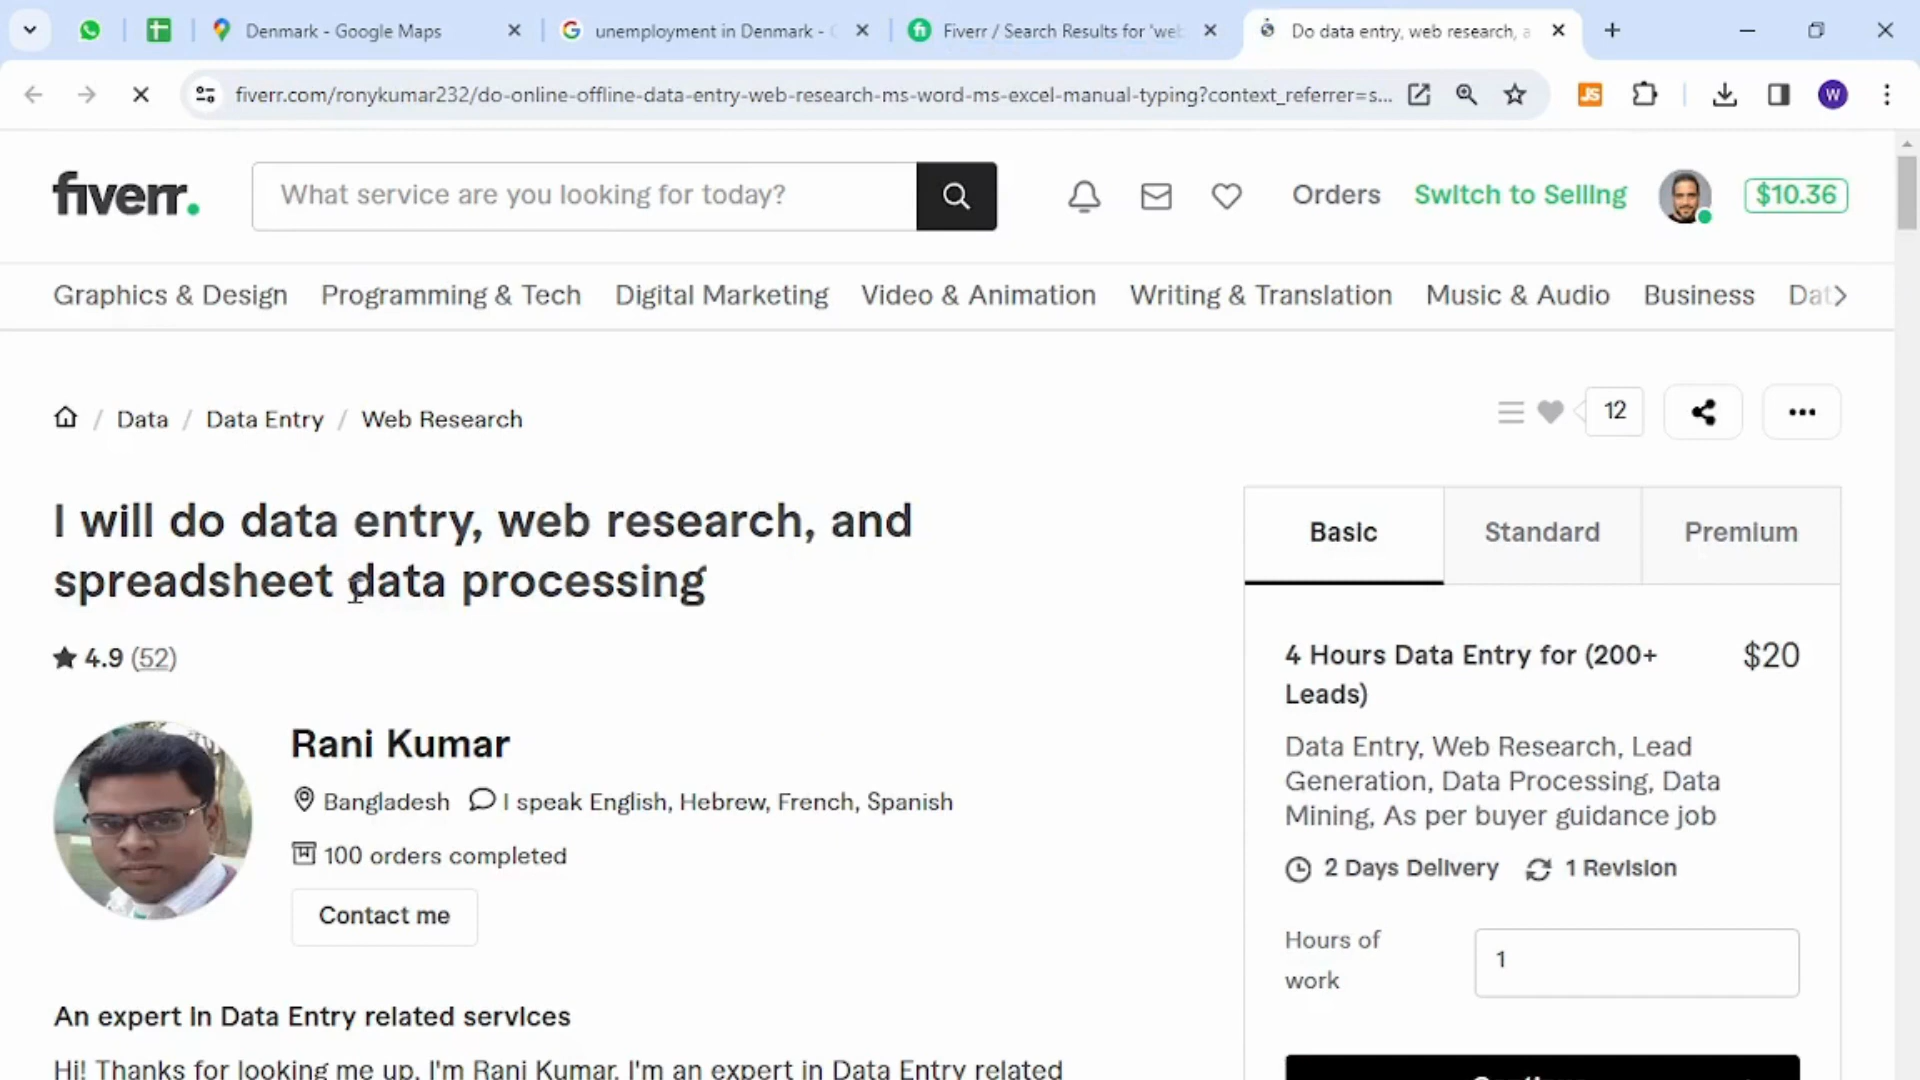 Denmark - Google Maps
unemployment in Denmark -
Fiverr / Search Results for 'web
Do data entry, web research, a
fiverr.com/ronykumar232/do-online-offline-data-entry-web-research-ms-word-ms-excel-manual-typing?context_referrer=s...
JS
W
fiverr.
What service are you looking for today?
Orders
Switch to Selling
$10.36
Graphics & Design
Programming & Tech
Digital Marketing
Video & Animation
Writing & Translation
Music & Audio
Business
Dat
/ Data / Data Entry / Web Research
12
I will do data entry, web research, and
spreadsheet data processing
4.9 (52)
Rani Kumar
Bangladesh
I speak English, Hebrew, French, Spanish
100 orders completed
Contact me
An expert in Data Entry related services
Hi! Thanks for looking me up. I'm Rani Kumar. I'm an expert in Data Entry related
Basic
Standard
Premium
4 Hours Data Entry for (200+
Leads)
$20
Data Entry, Web Research, Lead
Generation, Data Processing, Data
Mining, As per buyer guidance job
2 Days Delivery
1 Revision
Hours of
work
1